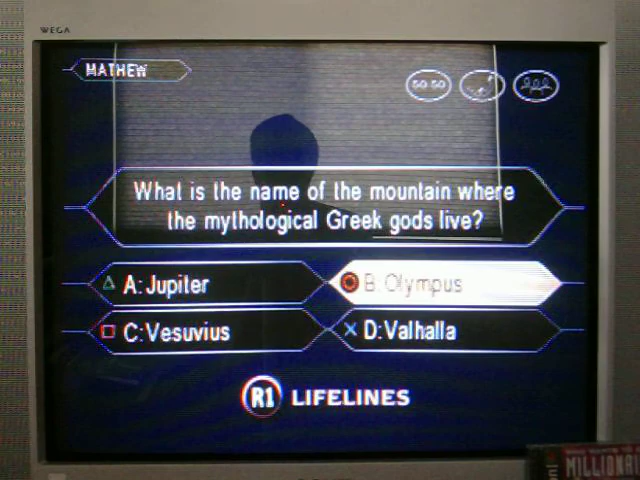 WEGA
MATHEW
50:50
What is the name of the mountain where
the mythological Greek gods live?
A: Jupiter
B: Olympus
C: Vesuvius
D: Valhalla
R1 LIFELINES
MILLIONAI